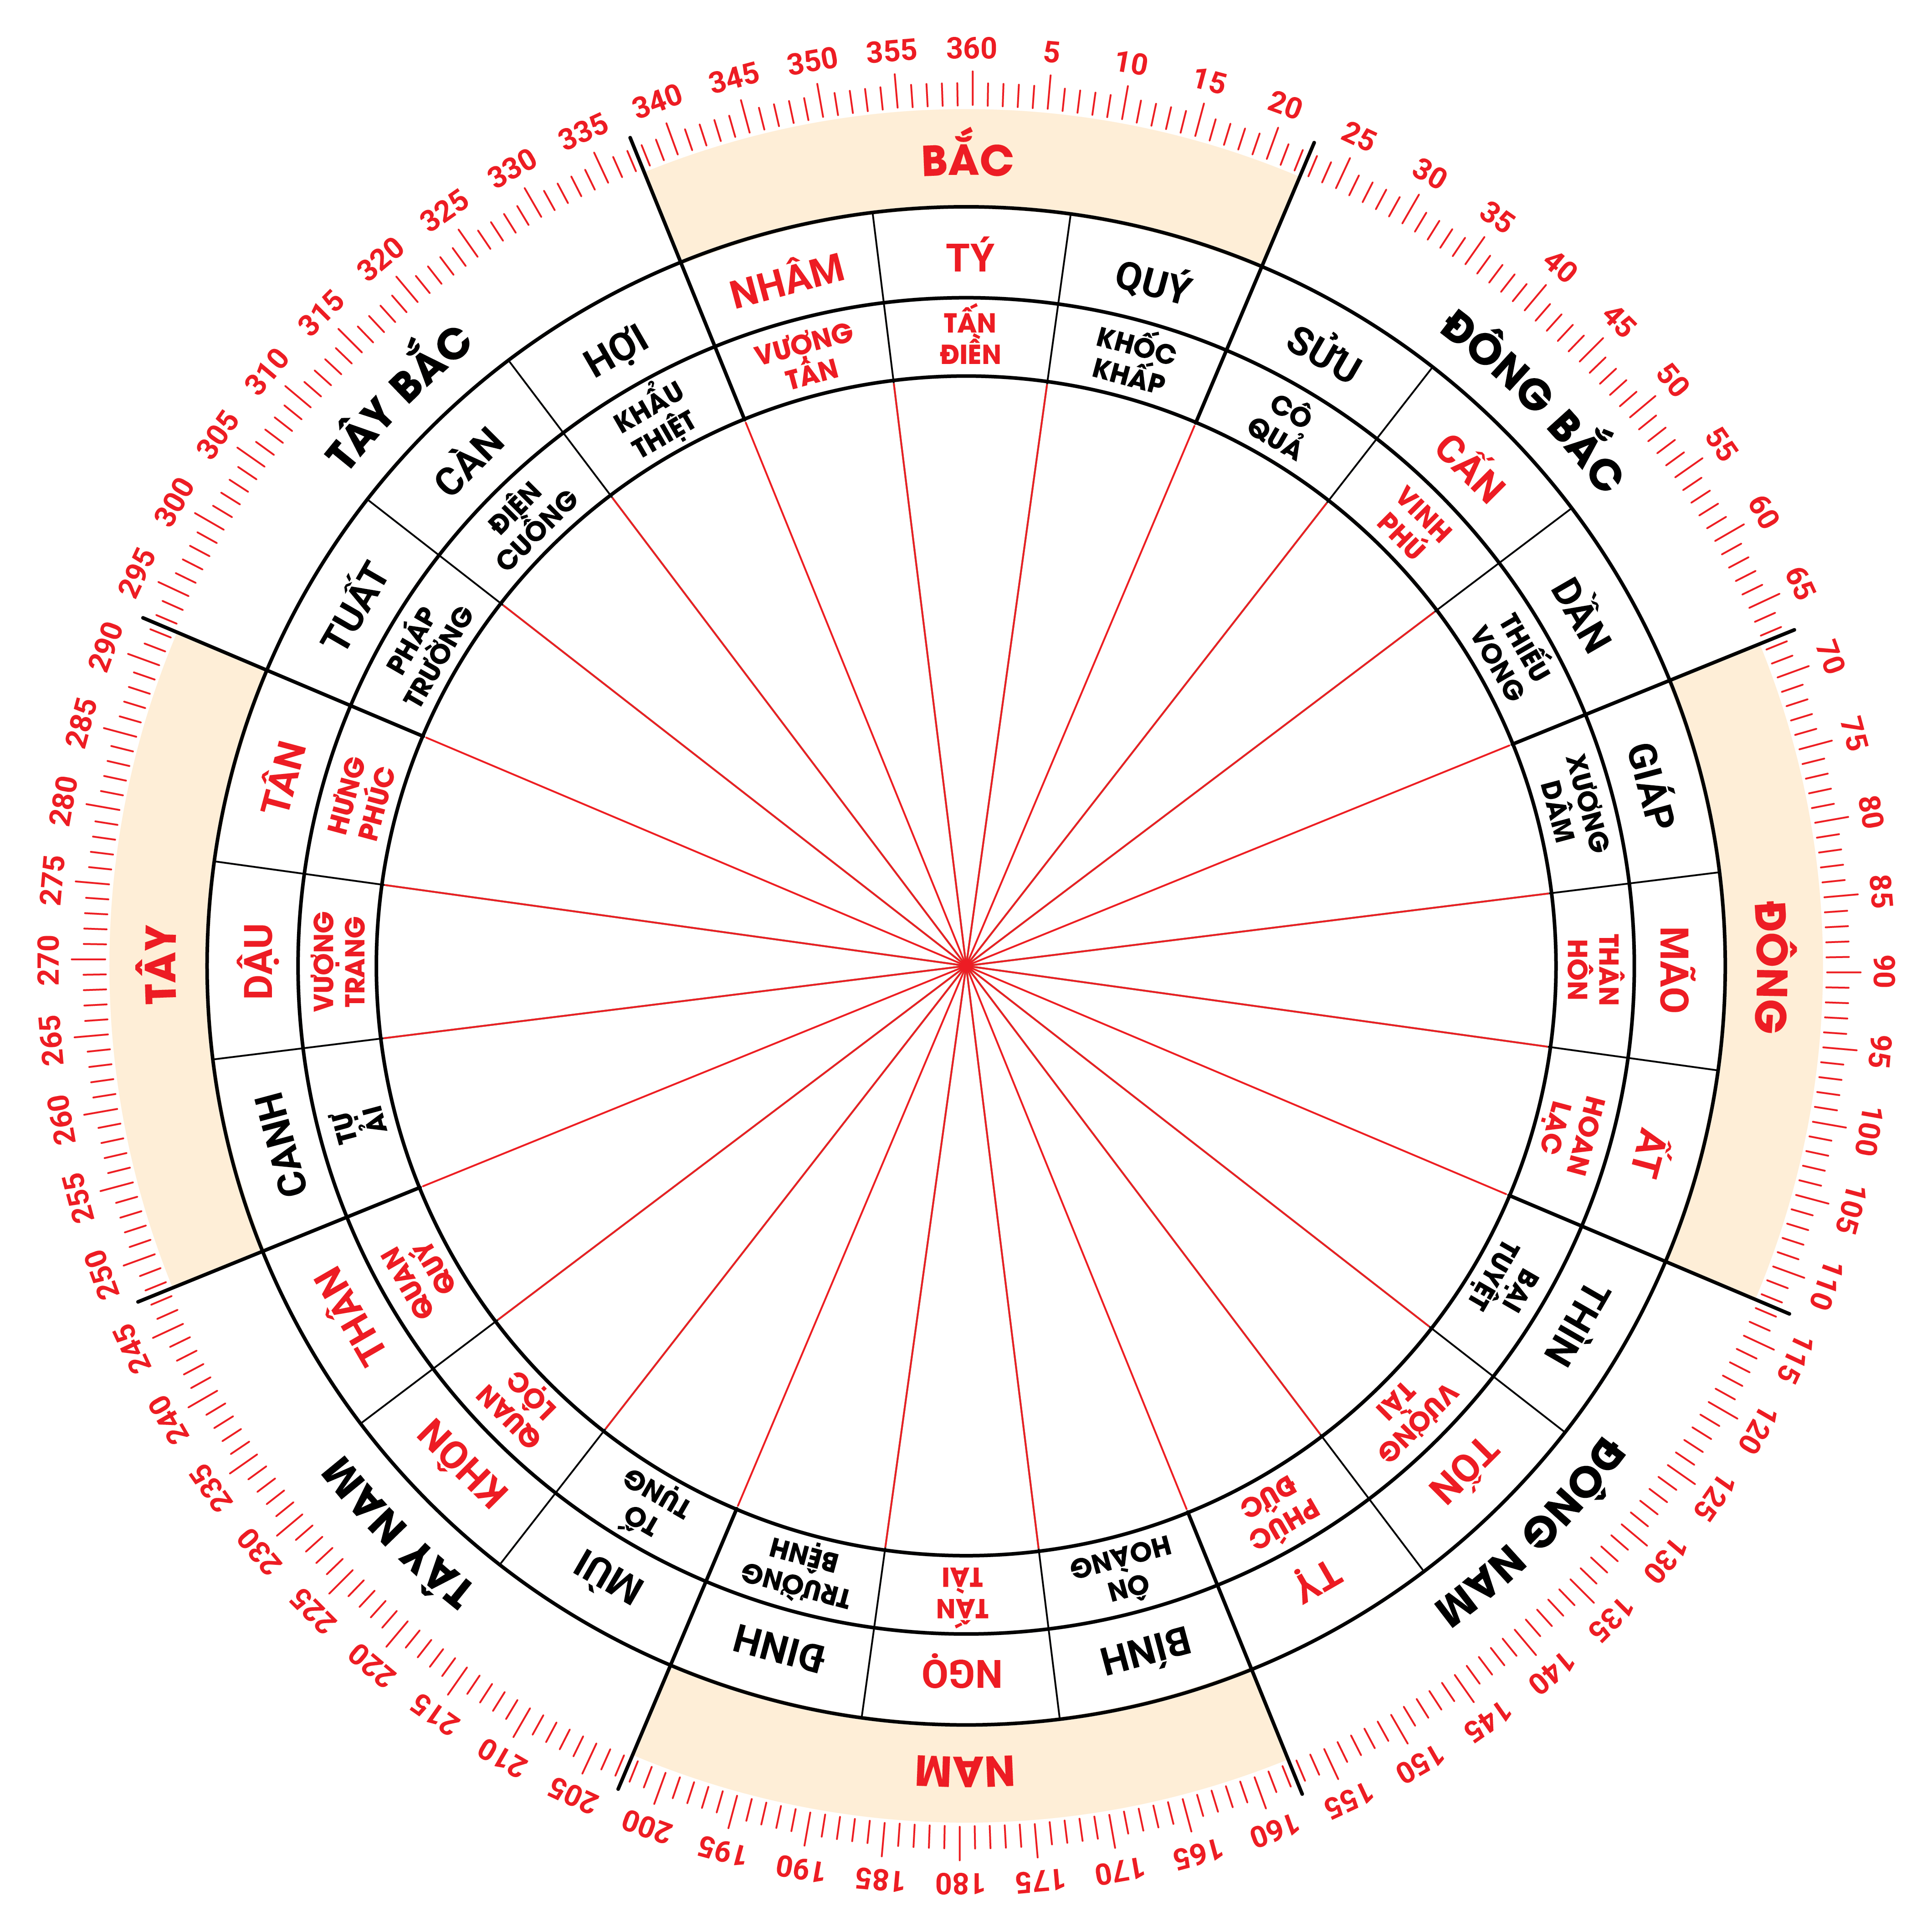 360
5
10
15
20
25
30
35
40
45
50
55
60
65
70
75
80
85
90
95
100
105
110
115
120
125
130
135
140
145
150
155
160
165
170
175
180
185
190
195
200
205
210
215
220
225
230
235
240
245
250
255
260
265
270
275
280
285
290
295
300
305
310
315
320
325
330
335
340
345
350
355
BẮC
ĐÔNG BẮC
ĐÔNG
ĐÔNG NAM
NAM
TÂY NAM
TÂY
TÂY BẮC
NHÂM
TÝ
QUÝ
SỬU
CẤN
DẦN
GIÁP
MÃO
ẤT
THÌN
TỐN
TỴ
BÍNH
NGỌ
ĐINH
MÙI
KHÔN
THÂN
CANH
DẬU
TÂN
TUẤT
CÀN
HỢI
VƯƠNG
TÂN
TẤN
ĐIỀN
KHỐC
KHẤP
CÔ
QUẢ
VINH
PHÚ
THIẾU
VONG
XƯƠNG
DÂM
THÂN
HÔN
HOAN
LẠC
BẠI
TUYỆT
VƯỢNG
TÀI
PHÚC
ĐỨC
ÔN
HOÀNG
TẤN
TÀI
TRƯỜNG
BỆNH
TỐ
TỤNG
QUAN
LỘC
QUAN
QUÝ
TỰ
ẢI
VƯỢNG
TRANG
HƯNG
PHÚC
PHÁP
TRƯỜNG
ĐIÊN
CUỒNG
KHẨU
THIỆT